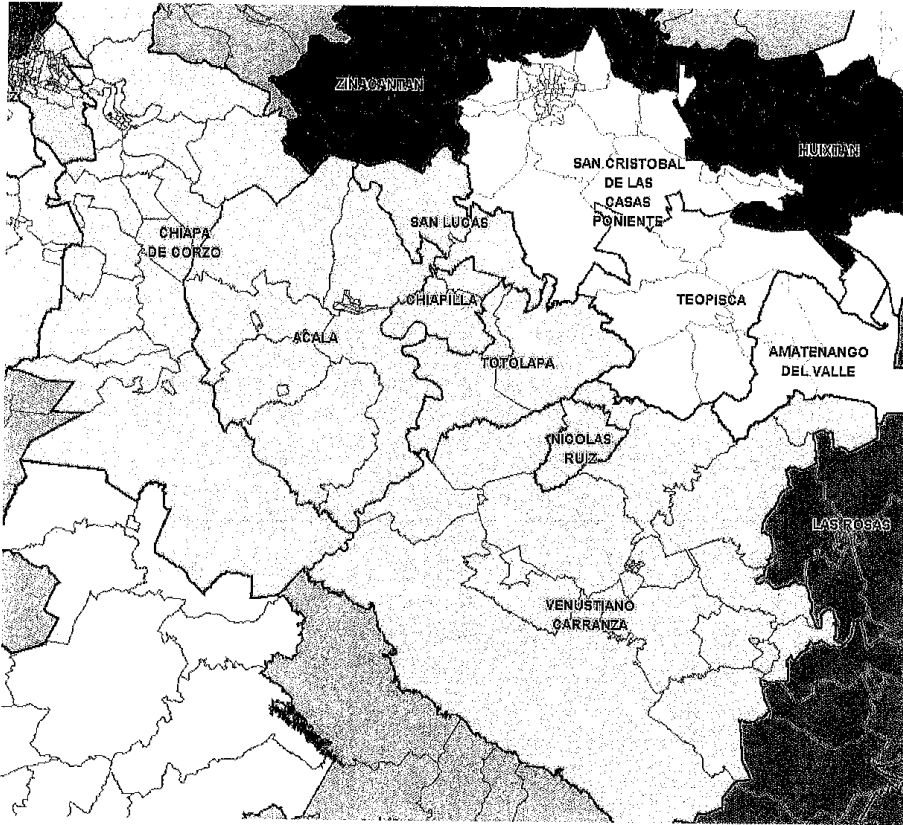 ZINACANTAN
HUIXTAN
SAN CRISTOBAL
DE LAS
CASAS
PONIENTE
SAN LUCAS
CHIAPA
DE CORZO
CHIAPILLA
TEOPISCA
ACALA
TOTOLAPA
AMATENANGO
DEL VALLE
NICOLAS
RUIZ
LAS ROSAS
VENUSTIANO
CARRANZA